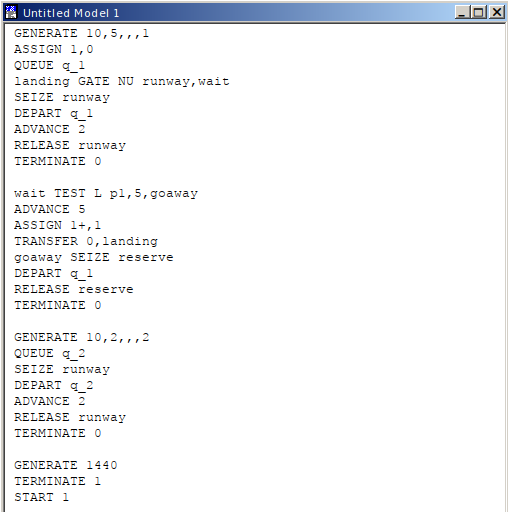 Untitled Model 1
GENERATE 10,5,,,1
ASSIGN 1,0
QUEUE q_1
landing GATE NU runway,wait
SEIZE runway
DEPART q_1
ADVANCE 2
RELEASE runway
TERMINATE 0
wait TEST L p1,5,goaway
ADVANCE 5
ASSIGN 1+,1
TRANSFER 0,landing
goaway SEIZE reserve
DEPART q_1
RELEASE reserve
TERMINATE 0
GENERATE 10,2,,,2
QUEUE q_2
SEIZE runway
DEPART q_2
ADVANCE 2
RELEASE runway
TERMINATE 0
GENERATE 1440
TERMINATE 1
START 1